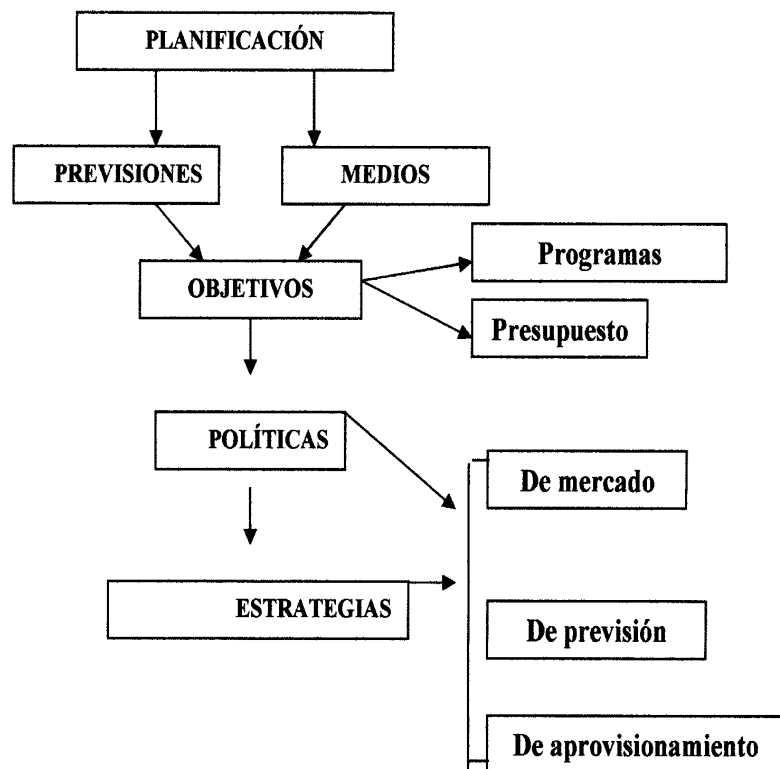 PLANIFICACIÓN
PREVISIONES
MEDIOS
OBJETIVOS
Programas
Presupuesto
POLÍTICAS
De mercado
ESTRATEGIAS
De previsión
De aprovisionamiento